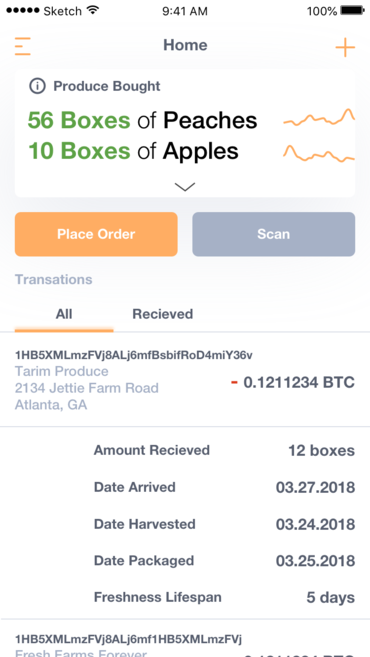 Sketch 9:41 AM 100%
Home
Produce Bought
56 Boxes of Peaches
10 Boxes of Apples
Place Order Scan
Transations
All Recieved
1HB5XMLmzFVj8ALj6mfBsbifRoD4miY36v
Tarim Produce
2134 Jettie Farm Road
Atlanta, GA
- 0.1211234 BTC
Amount Recieved 12 boxes
Date Arrived 03.27.2018
Date Harvested 03.24.2018
Date Packaged 03.25.2018
Freshness Lifespan 5 days
1HB5XMLmzFVj8ALj6mf1HB5XMLmzFVj
Fresh Farms Forever